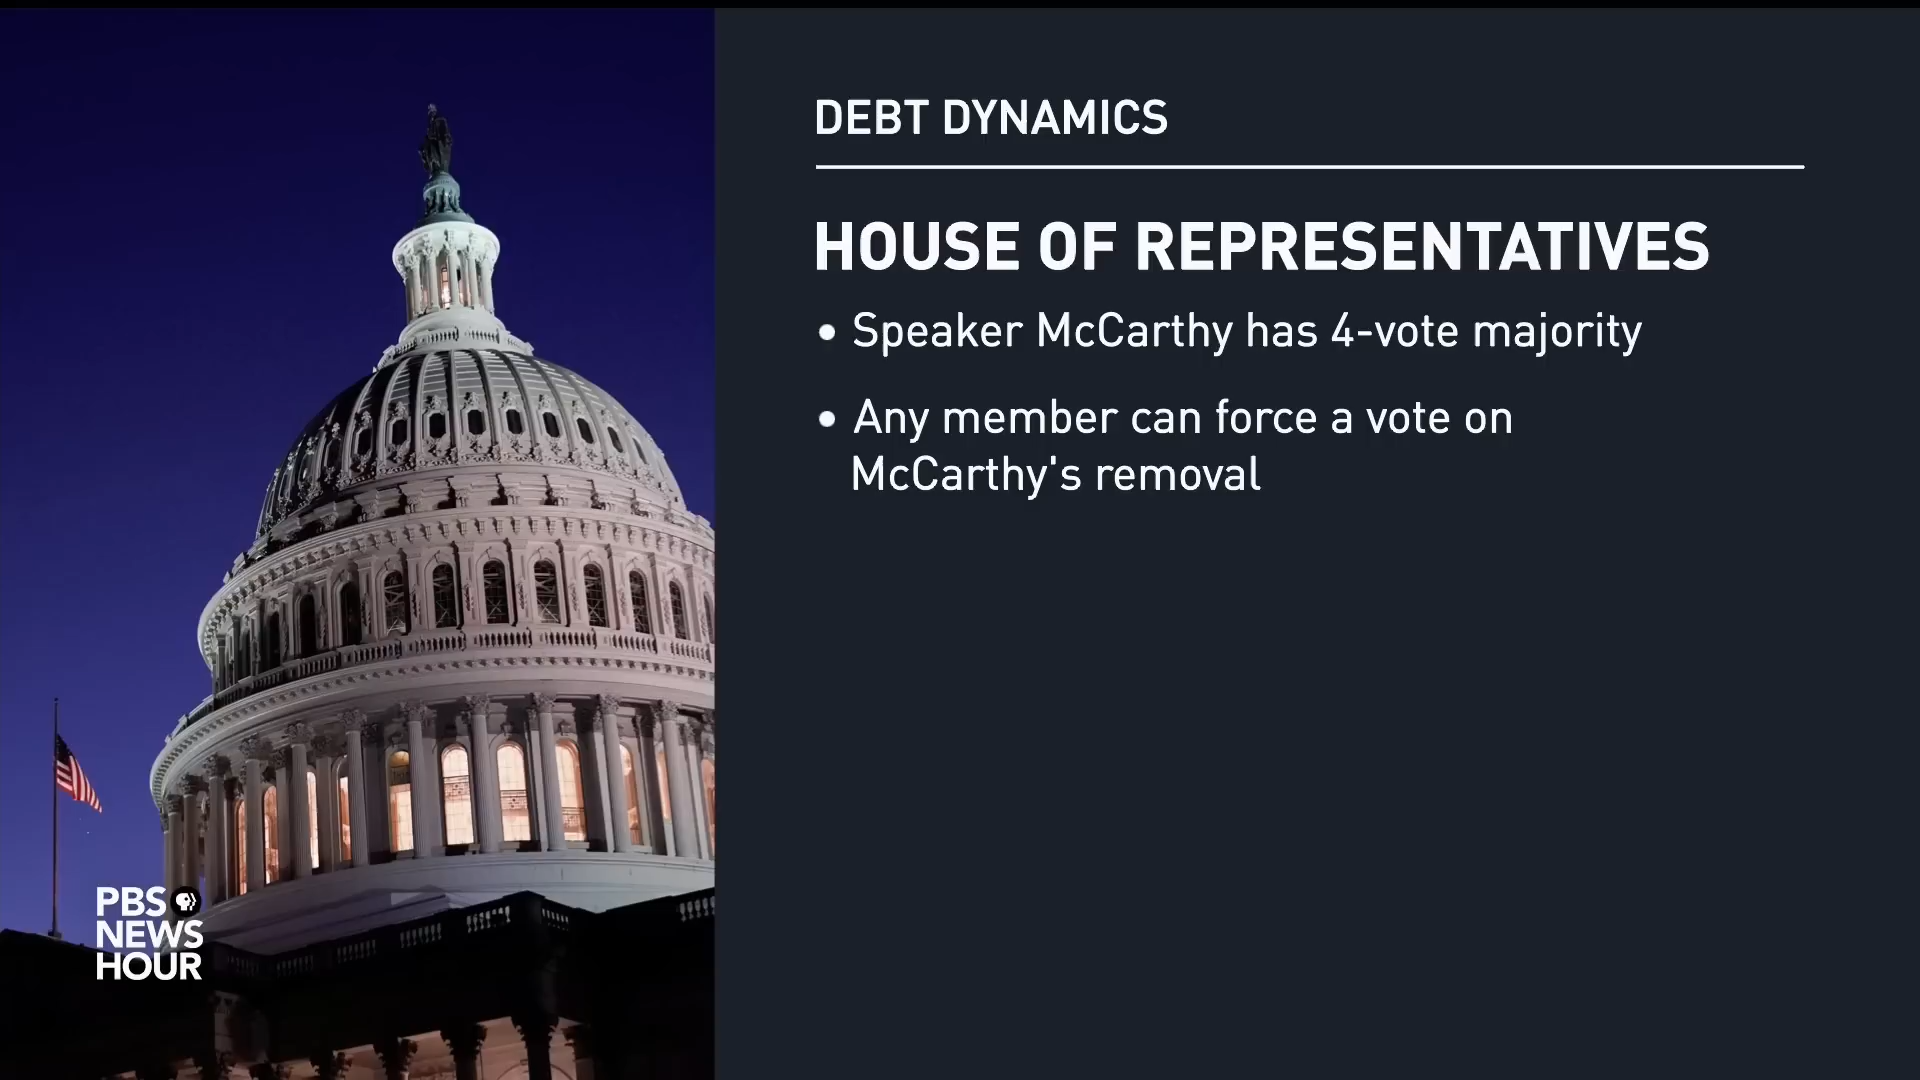 DEBT DYNAMICS
HOUSE OF REPRESENTATIVES
• Speaker McCarthy has 4-vote majority
• Any member can force a vote on
McCarthy's removal
PBS
NEWS
HOUR